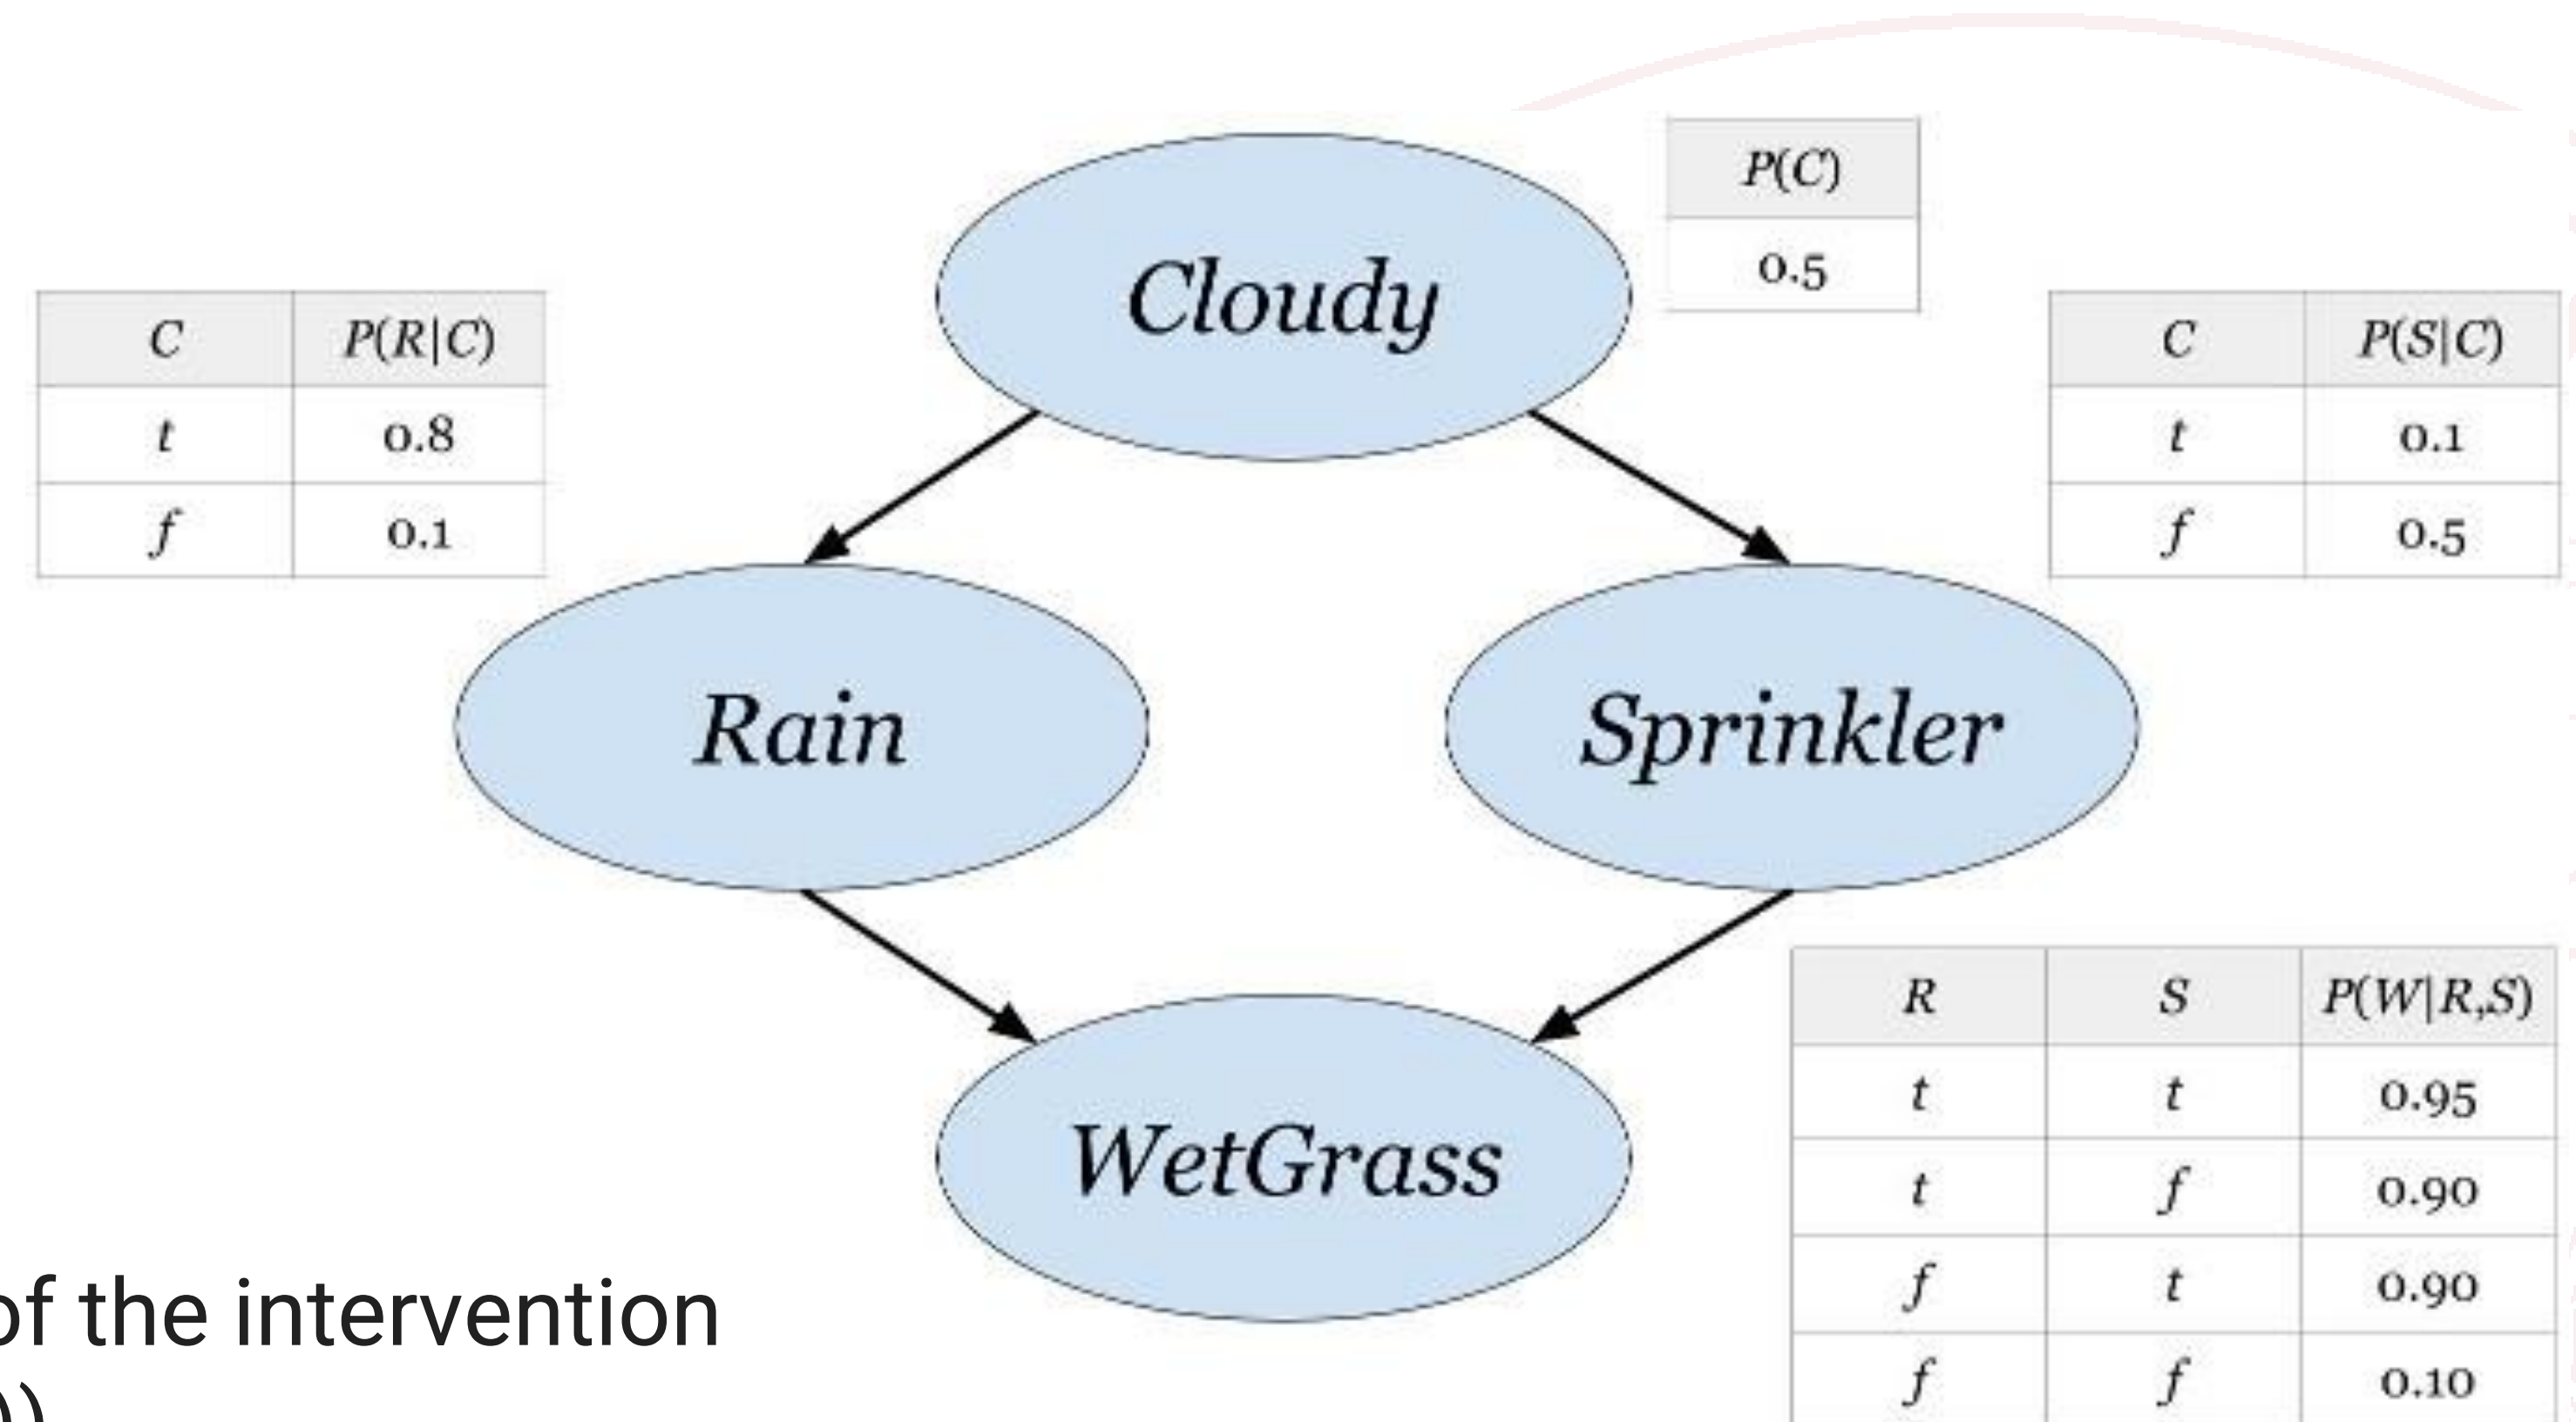 P(C)
0.5
Cloudy
C P(R|C)
t 0.8
f 0.1
C P(S|C)
t 0.1
f 0.5
Rain
Sprinkler
WetGrass
R S P(W|R,S)
t t 0.95
t f 0.90
f t 0.90
f f 0.10
of the intervention
))